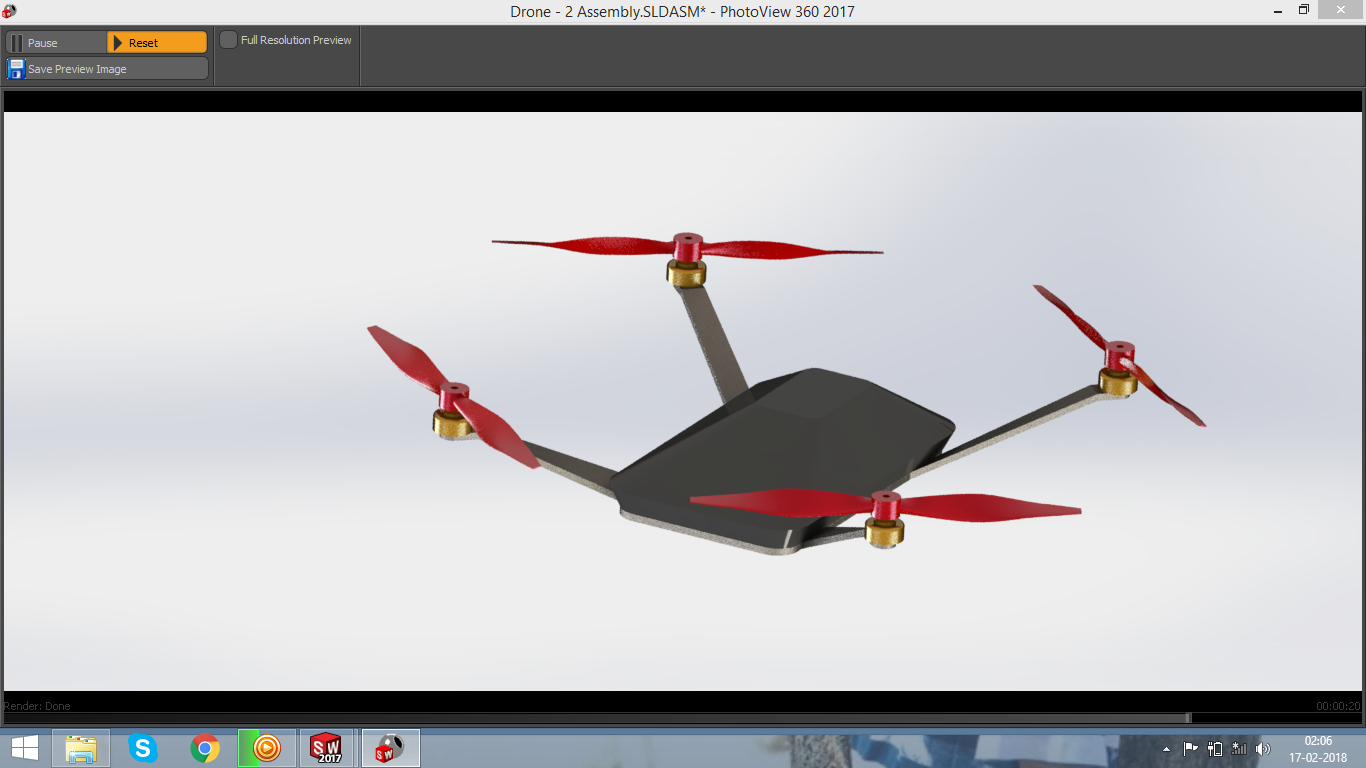 Drone - 2 Assembly.SLDASM* - PhotoView 360 2017
Pause
Reset
Full Resolution Preview
Save Preview Image
Render: Done
00:00:20
S
SW
2017
SW
02:06
17-02-2018